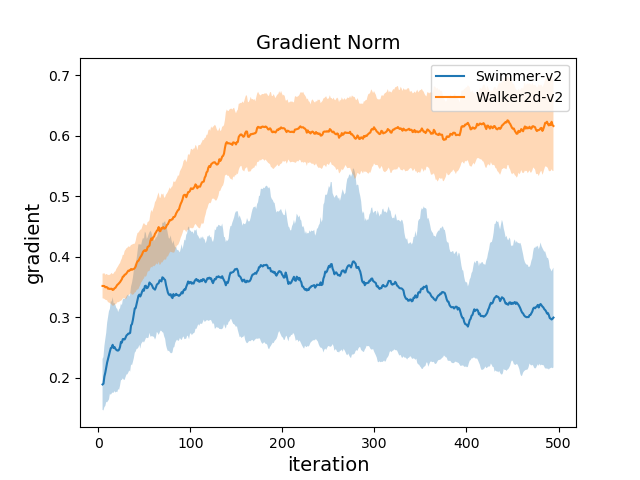 Gradient Norm
Swimmer-v2
Walker2d-v2
0.7
0.6
0.5
0.4
0.3
0.2
gradient
0 100 200 300 400 500
iteration